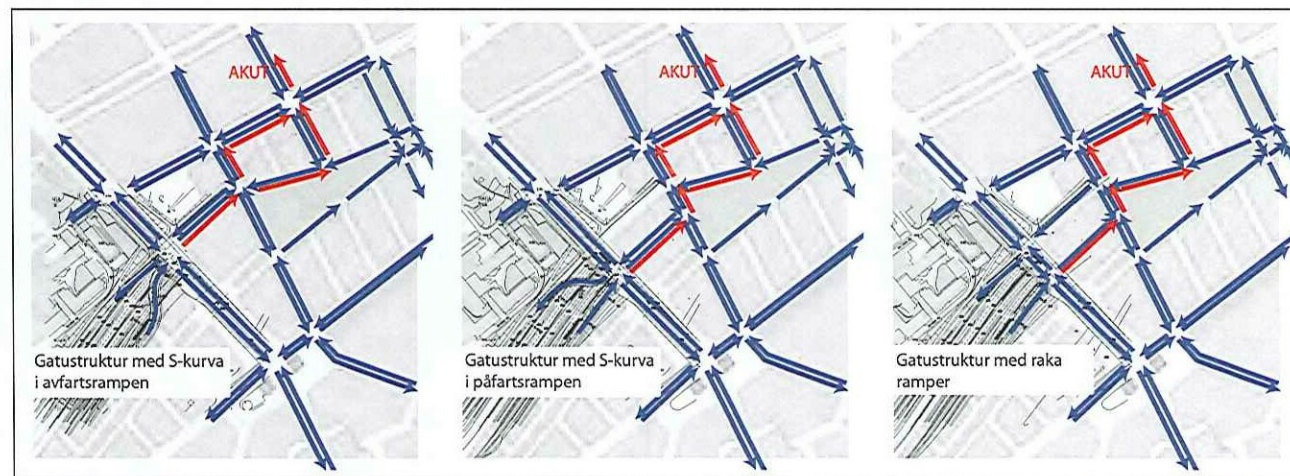 AKUT
Gatustruktur med S-kurva
i avfartsrampen
AKUT
Gatustruktur med S-kurva
i påfartsrampen
AKUT
Gatustruktur med raka
ramper